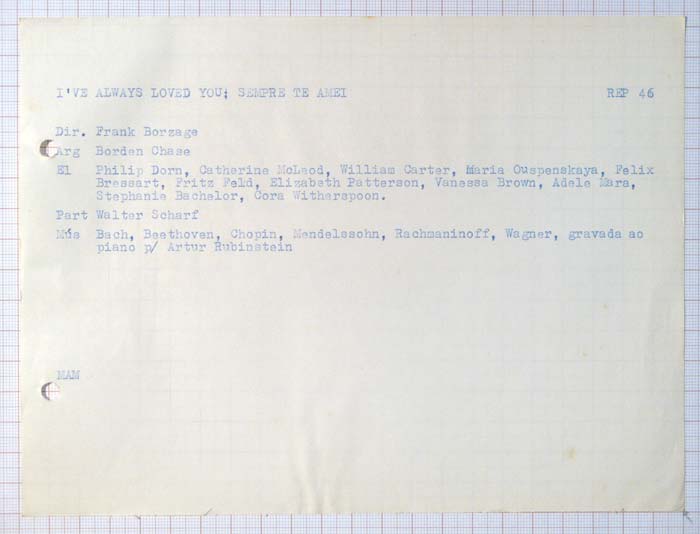 I'VE ALWAYS LOVED YOU; SEMPRE TE AMEI REP 46
Dir. Frank Borzage
Arg Borden Chase
El Philip Dorn, Catherine McLeod, William Carter, Maria Ouspenskaya, Felix
Bressart, Fritz Feld, Elizabeth Patterson, Vanessa Brown, Adele Mara,
Stephanie Bachelor, Cora Witherspoon.
Part Walter Scharf
Mús Bach, Beethoven, Chopin, Mendelssohn, Rachmaninoff, Wagner, gravada ao
piano p/ Artur Rubinstein
MAM